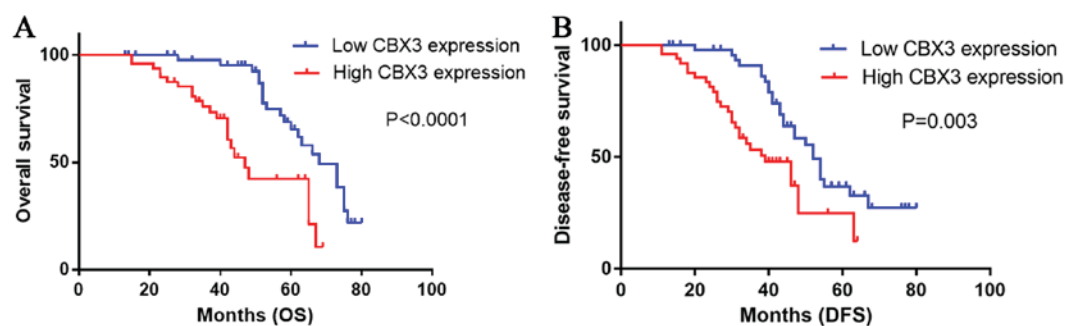 A
Overall survival
100
50
0
Low CBX3 expression
High CBX3 expression
P<0.0001
0 20 40 60 80 100
Months (OS)
B
Disease-free survival
100
50
0
Low CBX3 expression
High CBX3 expression
P=0.003
0 20 40 60 80 100
Months (DFS)